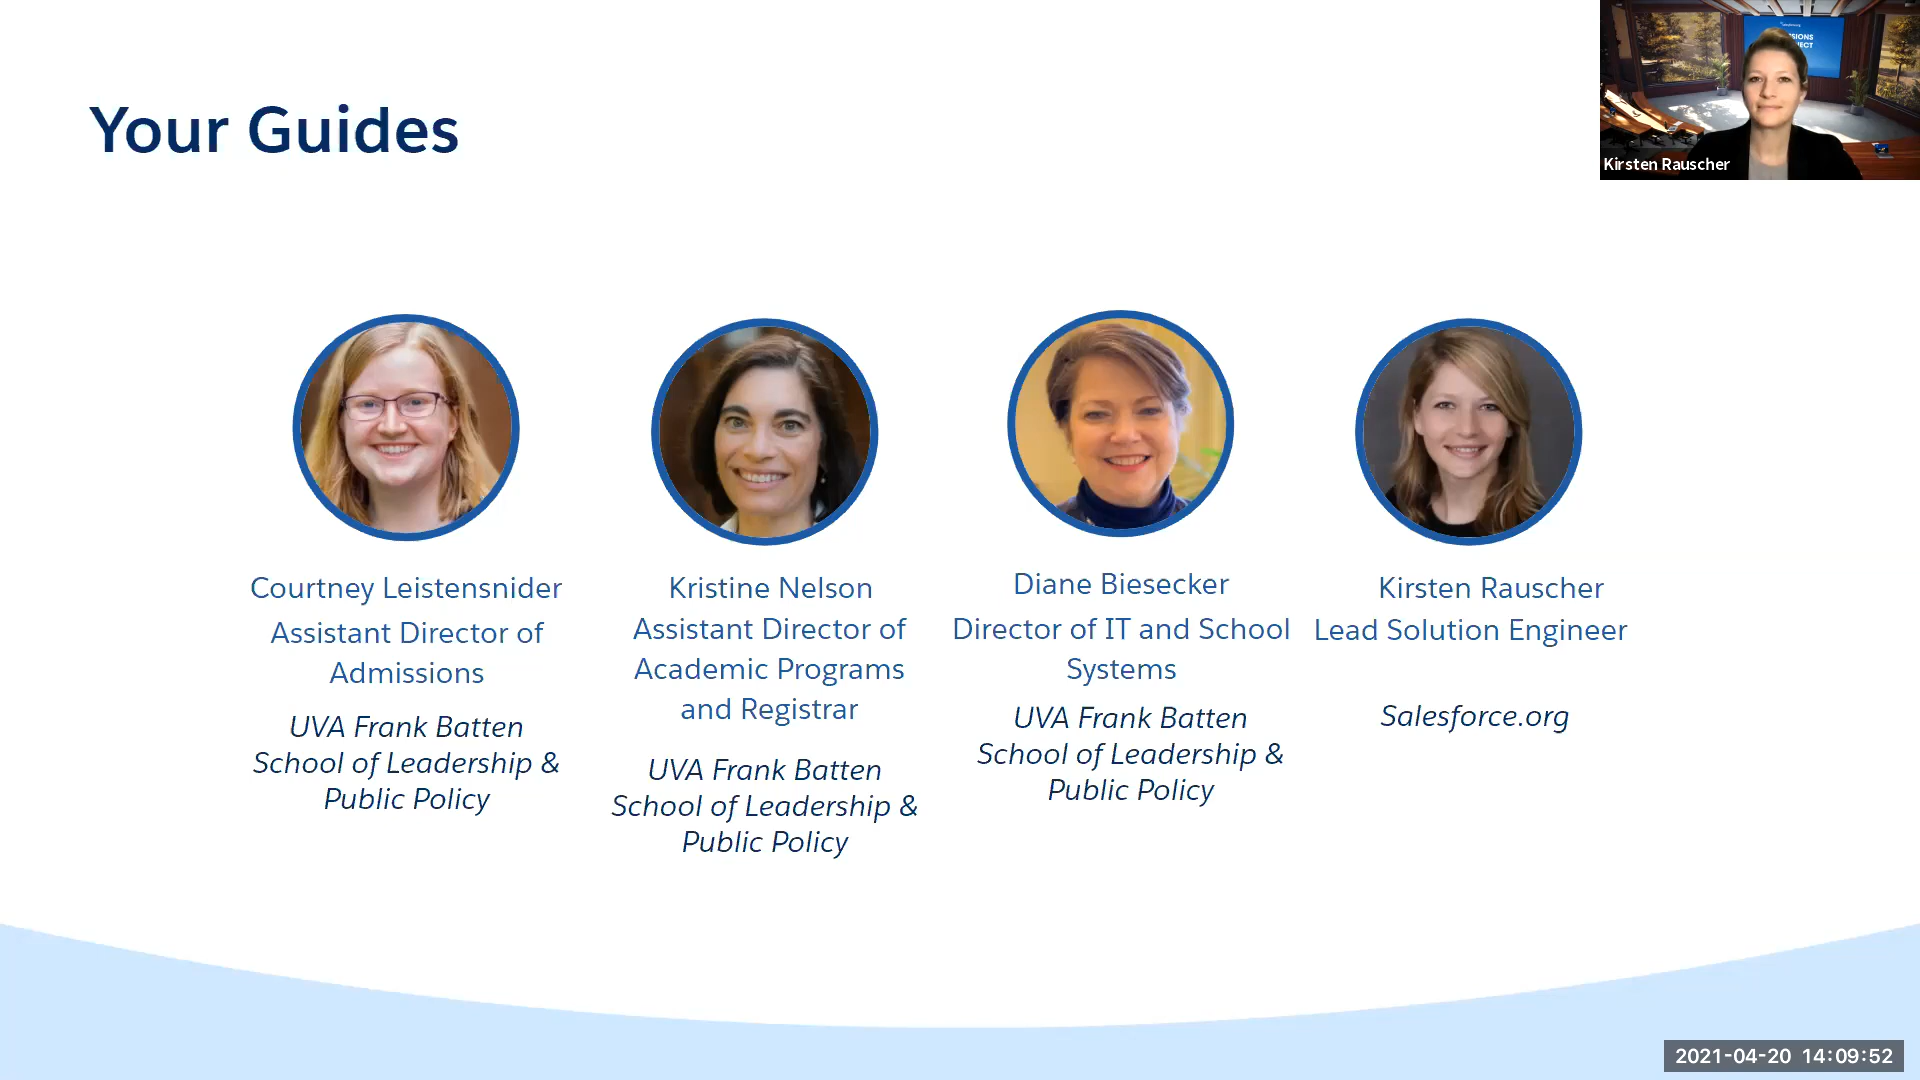 Your Guides
Kirsten Rauscher
Courtney Leistensnider
Assistant Director of
Admissions
UVA Frank Batten
School of Leadership &
Public Policy
Kristine Nelson
Assistant Director of
Academic Programs
and Registrar
UVA Frank Batten
School of Leadership &
Public Policy
Diane Biesecker
Director of IT and School
Systems
UVA Frank Batten
School of Leadership &
Public Policy
Kirsten Rauscher
Lead Solution Engineer
Salesforce.org
2021-04-20 14:09:52